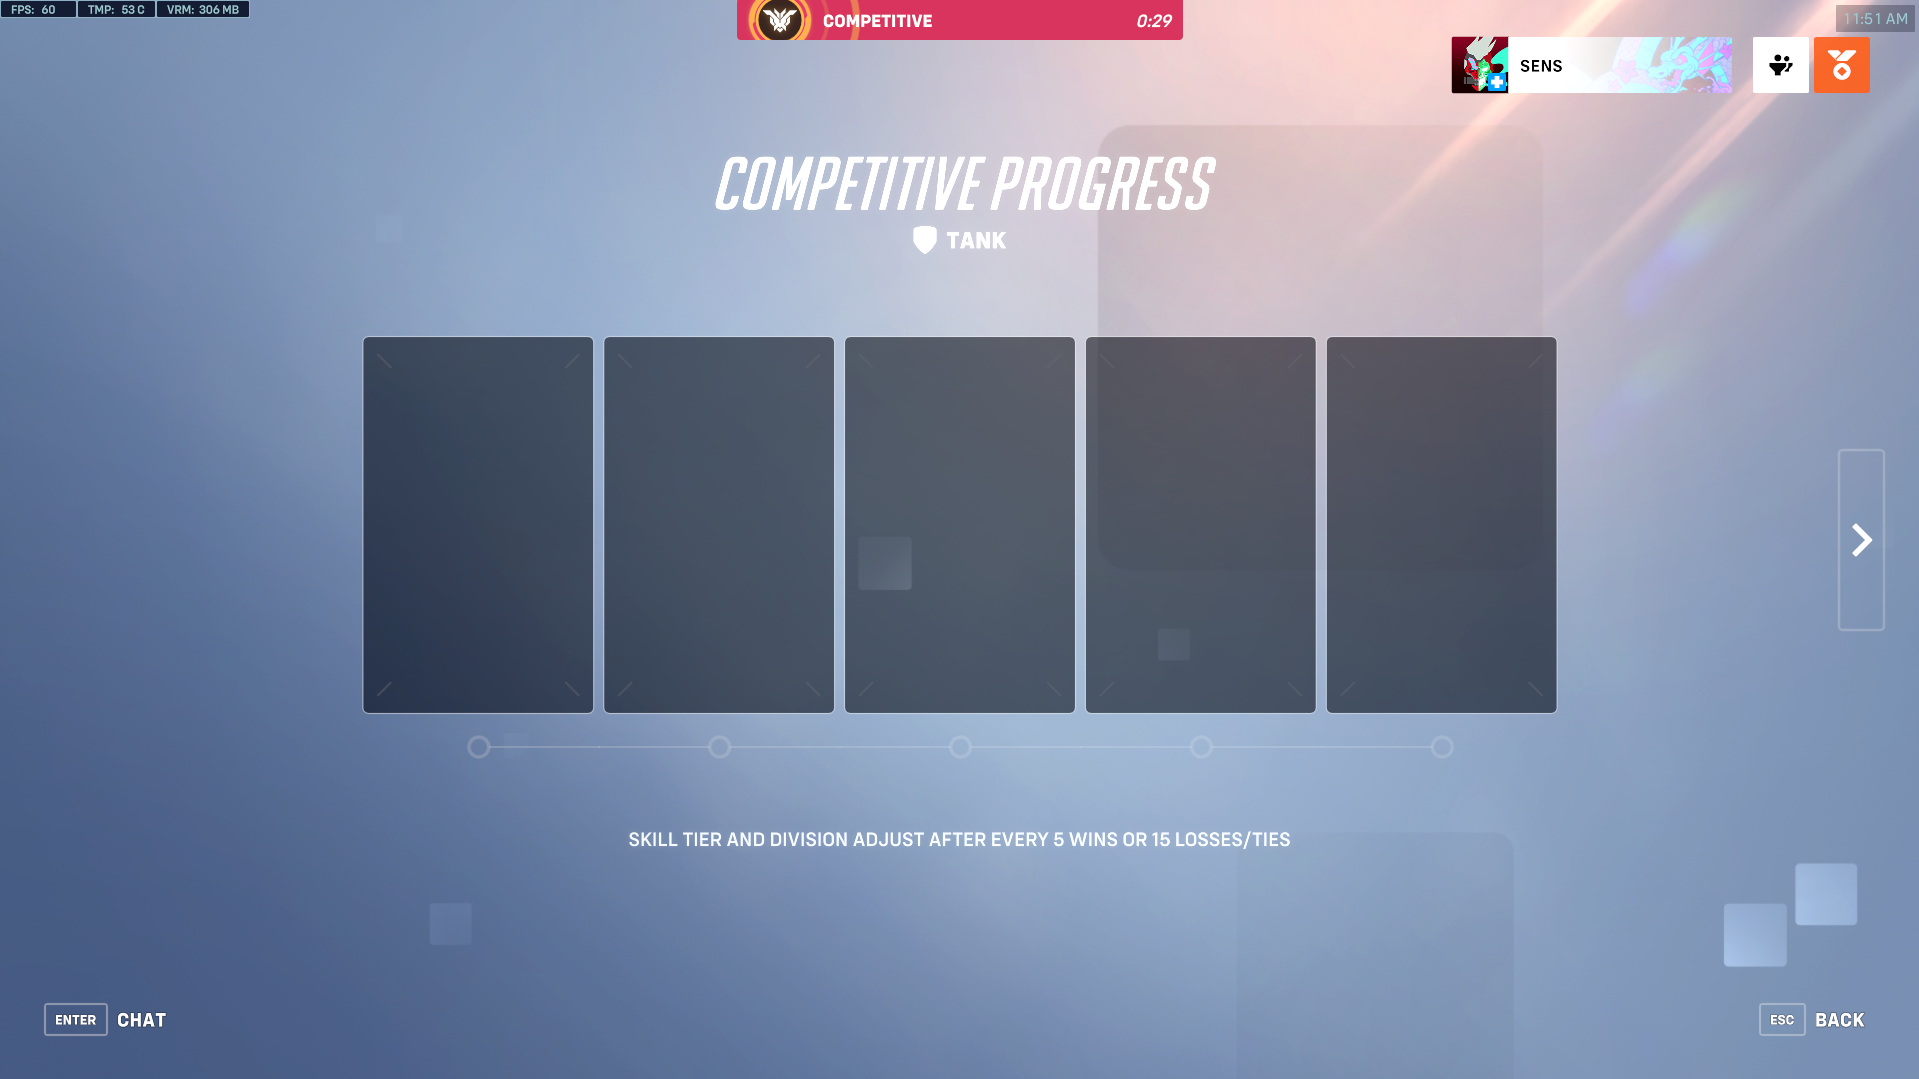 FPS: 60 TMP: 53 C VRM: 306 MB
COMPETITIVE 0:29
11:51 AM
SENS
COMPETITIVE PROGRESS
TANK
SKILL TIER AND DIVISION ADJUST AFTER EVERY 5 WINS OR 15 LOSSES/TIES
ENTER CHAT
ESC BACK